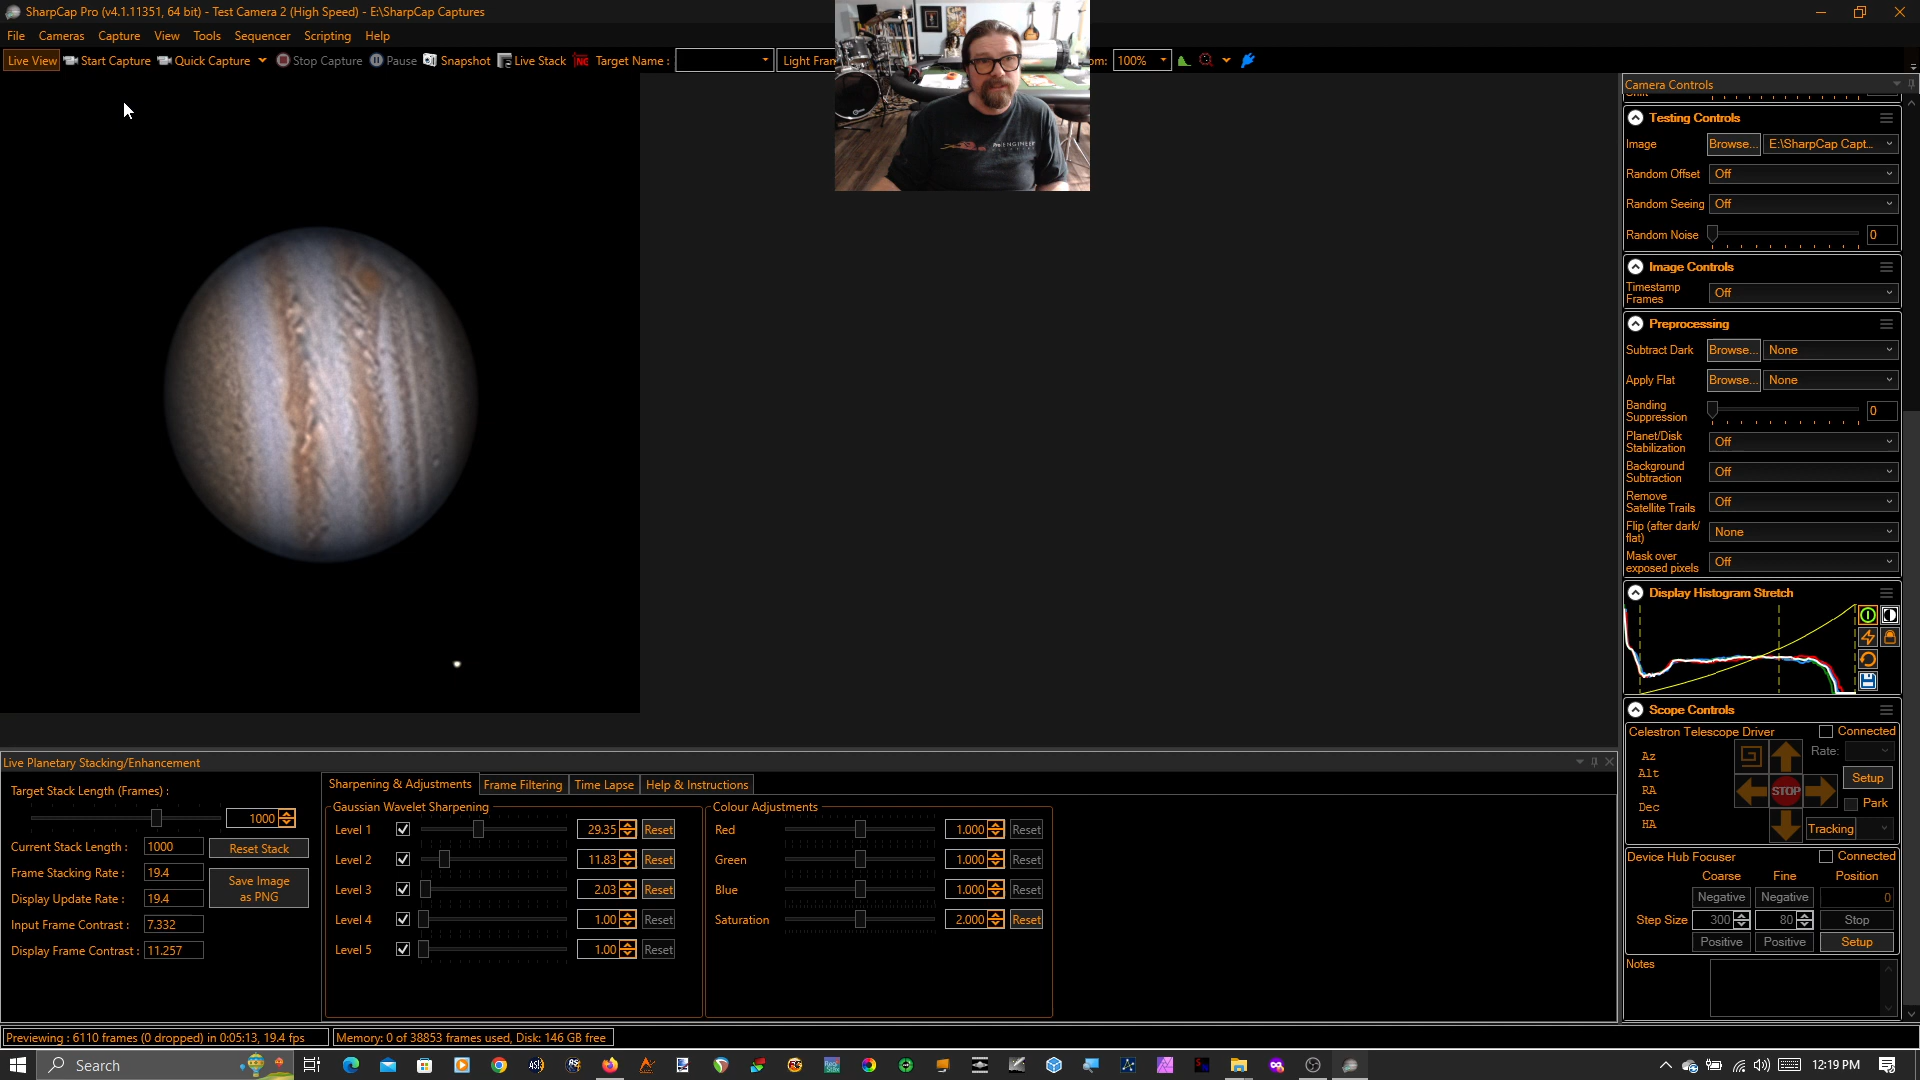 SharpCap Pro (v4.1.11351, 64 bit) - Test Camera 2 (High Speed) - E:\SharpCap Captures
File Cameras Capture View Tools Sequencer Scripting Help
Live View Start Capture Quick Capture Stop Capture Pause Snapshot Live Stack Target Name : Light Fram om: 100%
Pro/ENGINEER
Camera Controls
Testing Controls
Image Browse... E:\SharpCap Capt...
Random Offset Off
Random Seeing Off
Random Noise 0
Image Controls
Timestamp Frames Off
Preprocessing
Subtract Dark Browse... None
Apply Flat Browse... None
Banding Suppression 0
Planet/Disk Stabilization Off
Background Subtraction Off
Remove Satellite Trails Off
Flip (after dark/flat) None
Mask over exposed pixels Off
Display Histogram Stretch
Scope Controls
Celestron Telescope Driver Connected
Az Rate:
Alt Setup
RA STOP
Dec Park
HA Tracking
Device Hub Focuser Connected
Coarse Fine Position
Negative Negative 0
Step Size 300 80 Stop
Positive Positive Setup
Notes
Live Planetary Stacking/Enhancement
Target Stack Length (Frames) :
1000
Current Stack Length : 1000 Reset Stack
Frame Stacking Rate : 19.4
Save Image as PNG
Display Update Rate : 19.4
Input Frame Contrast : 7.332
Display Frame Contrast : 11.257
Sharpening & Adjustments Frame Filtering Time Lapse Help & Instructions
Gaussian Wavelet Sharpening
Level 1 29.35 Reset
Level 2 11.83 Reset
Level 3 2.03 Reset
Level 4 1.00 Reset
Level 5 1.00 Reset
Colour Adjustments
Red 1.000 Reset
Green 1.000 Reset
Blue 1.000 Reset
Saturation 2.000 Reset
Previewing : 6110 frames (0 dropped) in 0:05:13, 19.4 fps Memory: 0 of 38853 frames used, Disk: 146 GB free
Search 12:19 PM